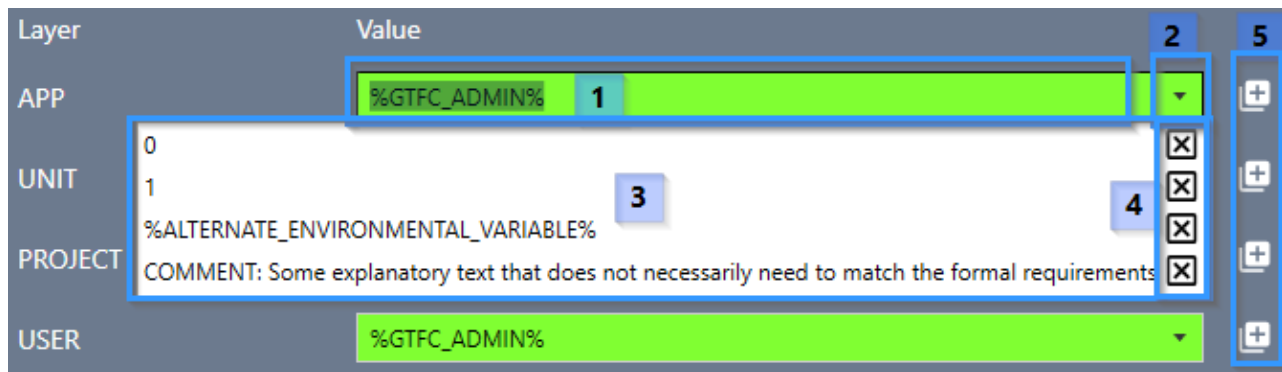 Layer Value 2 5
APP %GTFC_ADMIN% 1
0
UNIT 1 3
4
%ALTERNATE_ENVIRONMENTAL_VARIABLE%
PROJECT COMMENT: Some explanatory text that does not necessarily need to match the formal requirements
USER %GTFC_ADMIN%